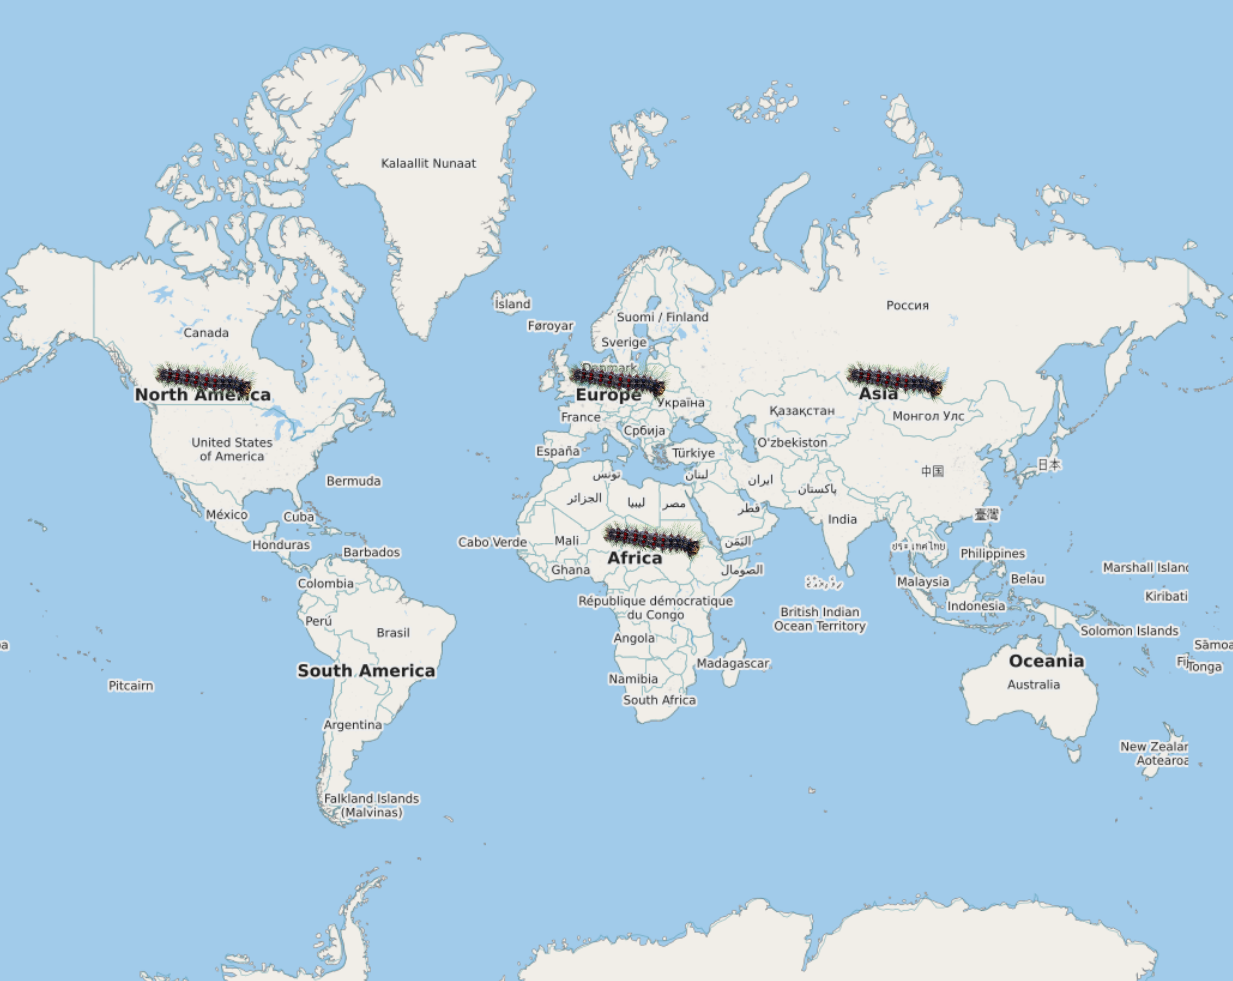 Kalaallit Nunaat
Ísland
Føroyar
Suomi / Finland
Россия
Sverige
Canada
Danmark
North America
Europe
Asia
Україна
Қазақстан
Монгол Улс
France
Србија
United States
of America
España
Türkiye
O'zbekiston
日本
中国
تونس
لبنان
ایران
پاکستان
Bermuda
الجزائر
ليبيا
مصر
قطر
México
Cuba
India
臺灣
Honduras
Barbados
Cabo Verde
Mali
اليَمَن
ประเทศไทย
Philippines
Africa
Ghana
الصومال
Marshall Islan
Colombia
Malaysia
Belau
République démocratique
du Congo
Indonesia
Kiribati
British Indian
Ocean Territory
Perú
Brasil
Angola
Solomon Islands
Sāmoa
South America
Madagascar
Oceania
Fij
Tonga
Pitcairn
Namibia
Australia
South Africa
Argentina
New Zealan
Aotearoa
Falkland Islands
(Malvinas)